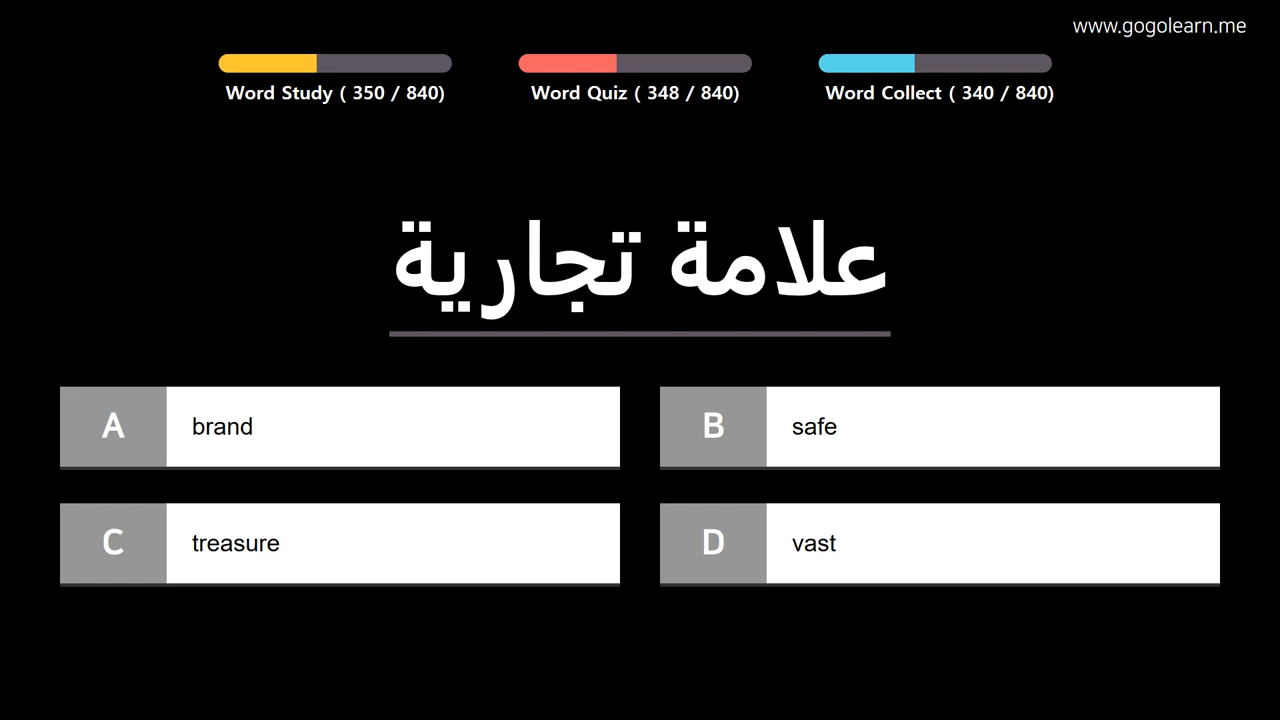 www.gogolearn.me
Word Study ( 350 / 840)
Word Quiz ( 348 / 840)
Word Collect ( 340 / 840)
علامة تجارية
A brand
B safe
C treasure
D vast